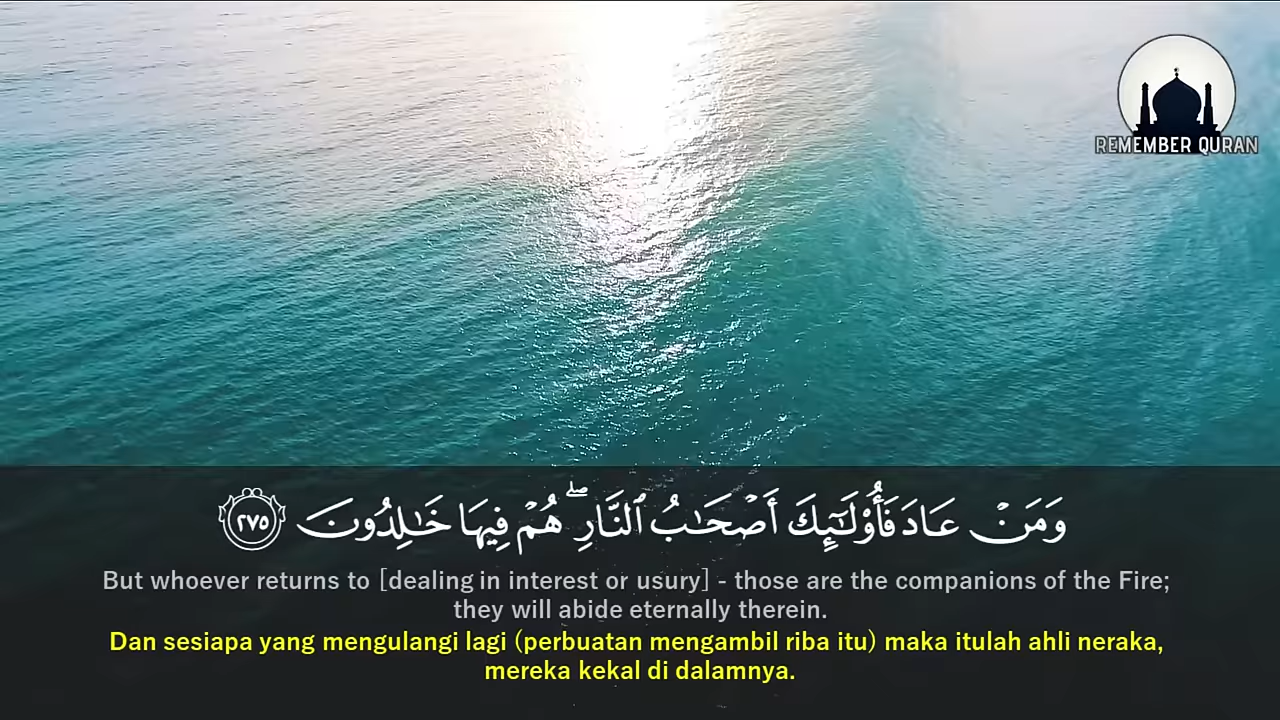 REMEMBER QURAN
وَمَنْ عَادَ فَأُو۟لَـٰٓئِكَ أَصْحَـٰبُ ٱلنَّارِ ۖ هُمْ فِيهَا خَـٰلِدُونَ ٢٧٥
But whoever returns to [dealing in interest or usury] - those are the companions of the Fire;
they will abide eternally therein.
Dan sesiapa yang mengulangi lagi (perbuatan mengambil riba itu) maka itulah ahli neraka,
mereka kekal di dalamnya.